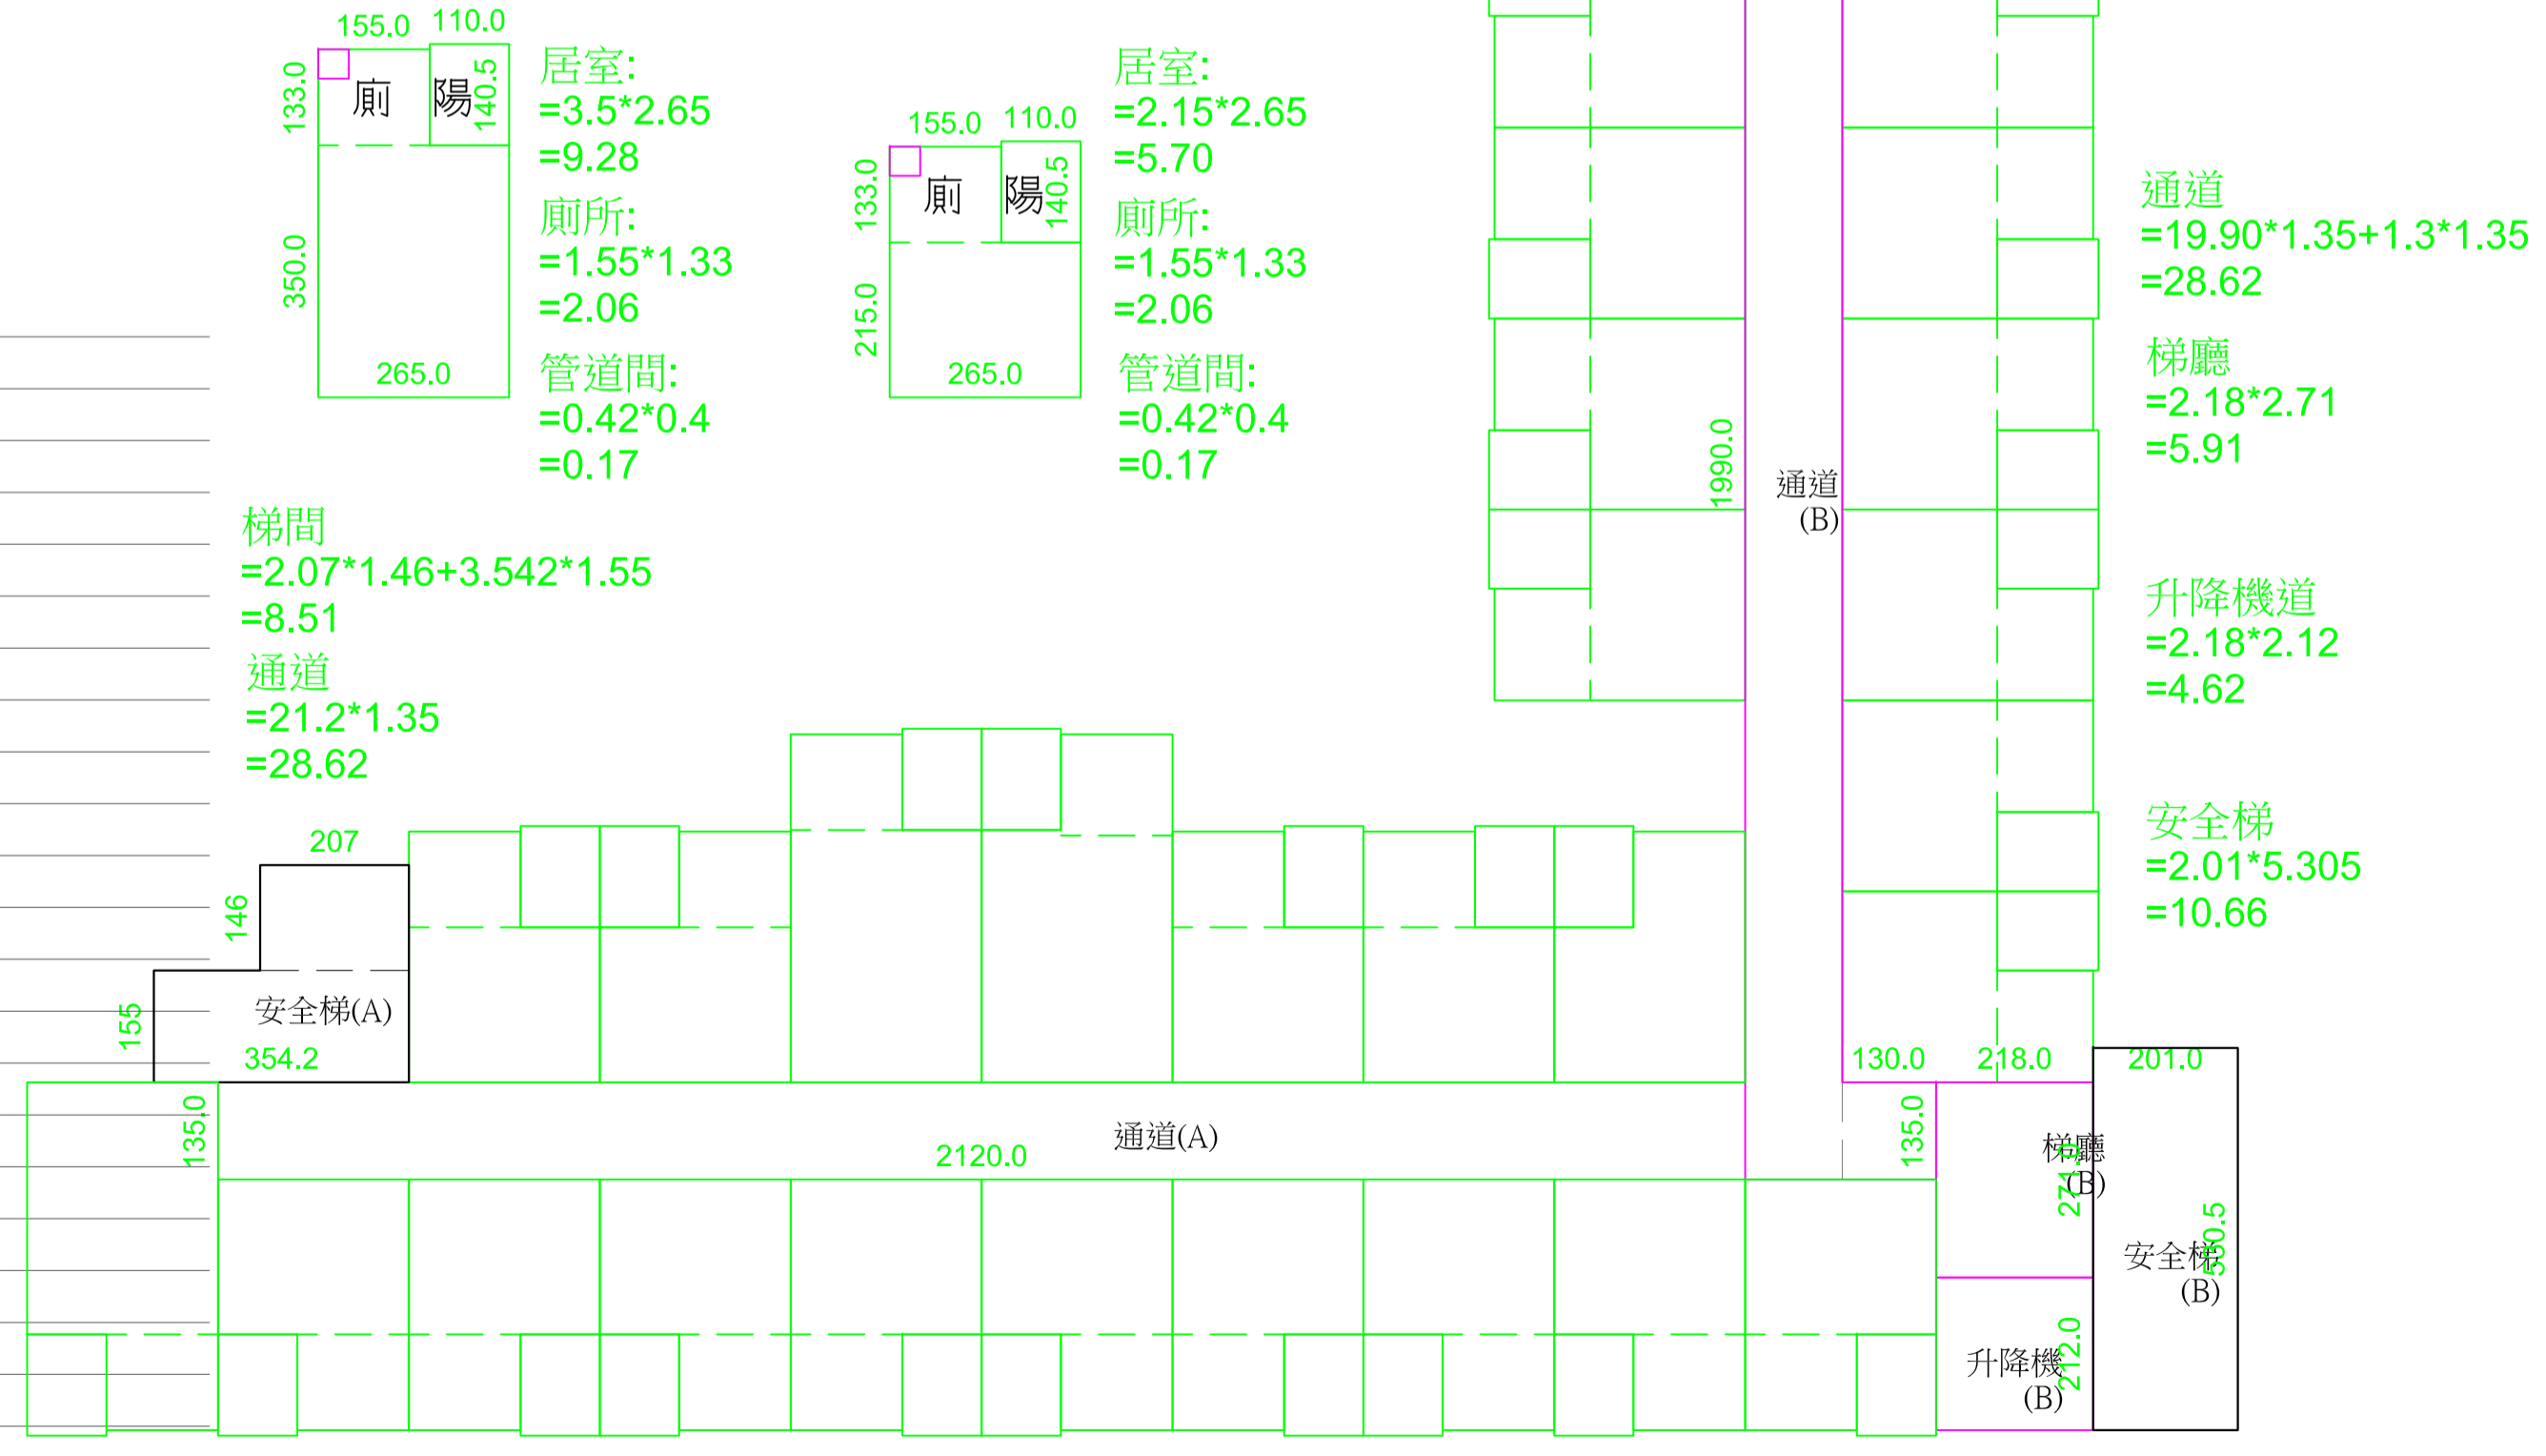 155.0
110.0
133.0
廁
陽
140.5
350.0
265.0
居室:
=3.5*2.65
=9.28
廁所:
=1.55*1.33
=2.06
管道間:
=0.42*0.4
=0.17
155.0
110.0
133.0
廁
陽
140.5
215.0
265.0
居室:
=2.15*2.65
=5.70
廁所:
=1.55*1.33
=2.06
管道間:
=0.42*0.4
=0.17
梯間
=2.07*1.46+3.542*1.55
=8.51
通道
=21.2*1.35
=28.62
1990.0
通道
(B)
通道
=19.90*1.35+1.3*1.35
=28.62
梯廳
=2.18*2.71
=5.91
升降機道
=2.18*2.12
=4.62
安全梯
=2.01*5.305
=10.66
207
146
155
安全梯(A)
354.2
135.0
通道(A)
2120.0
130.0
218.0
201.0
135.0
梯廳
(B)
271.0
安全梯
(B)
530.5
升降機
(B)
212.0